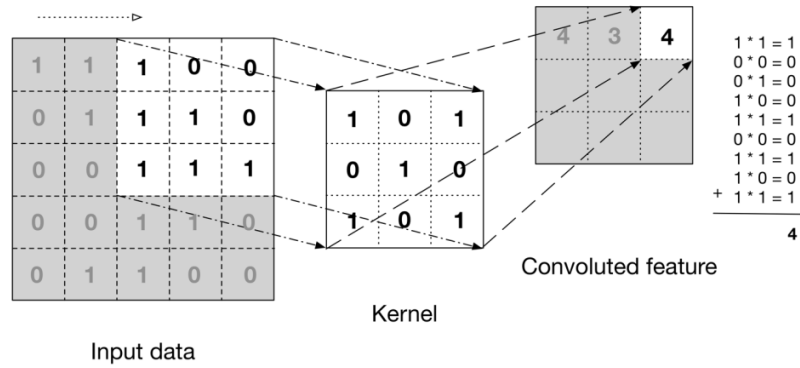 1 1 1 0 0
0 1 1 1 0
0 0 1 1 1
0 0 1 1 0
0 1 1 0 0
Input data
1 0 1
0 1 0
1 0 1
Kernel
4 3 4
Convoluted feature
1 * 1 = 1
0 * 0 = 0
0 * 1 = 0
1 * 0 = 0
1 * 1 = 1
0 * 0 = 0
1 * 1 = 1
1 * 0 = 0
+ 1 * 1 = 1
4